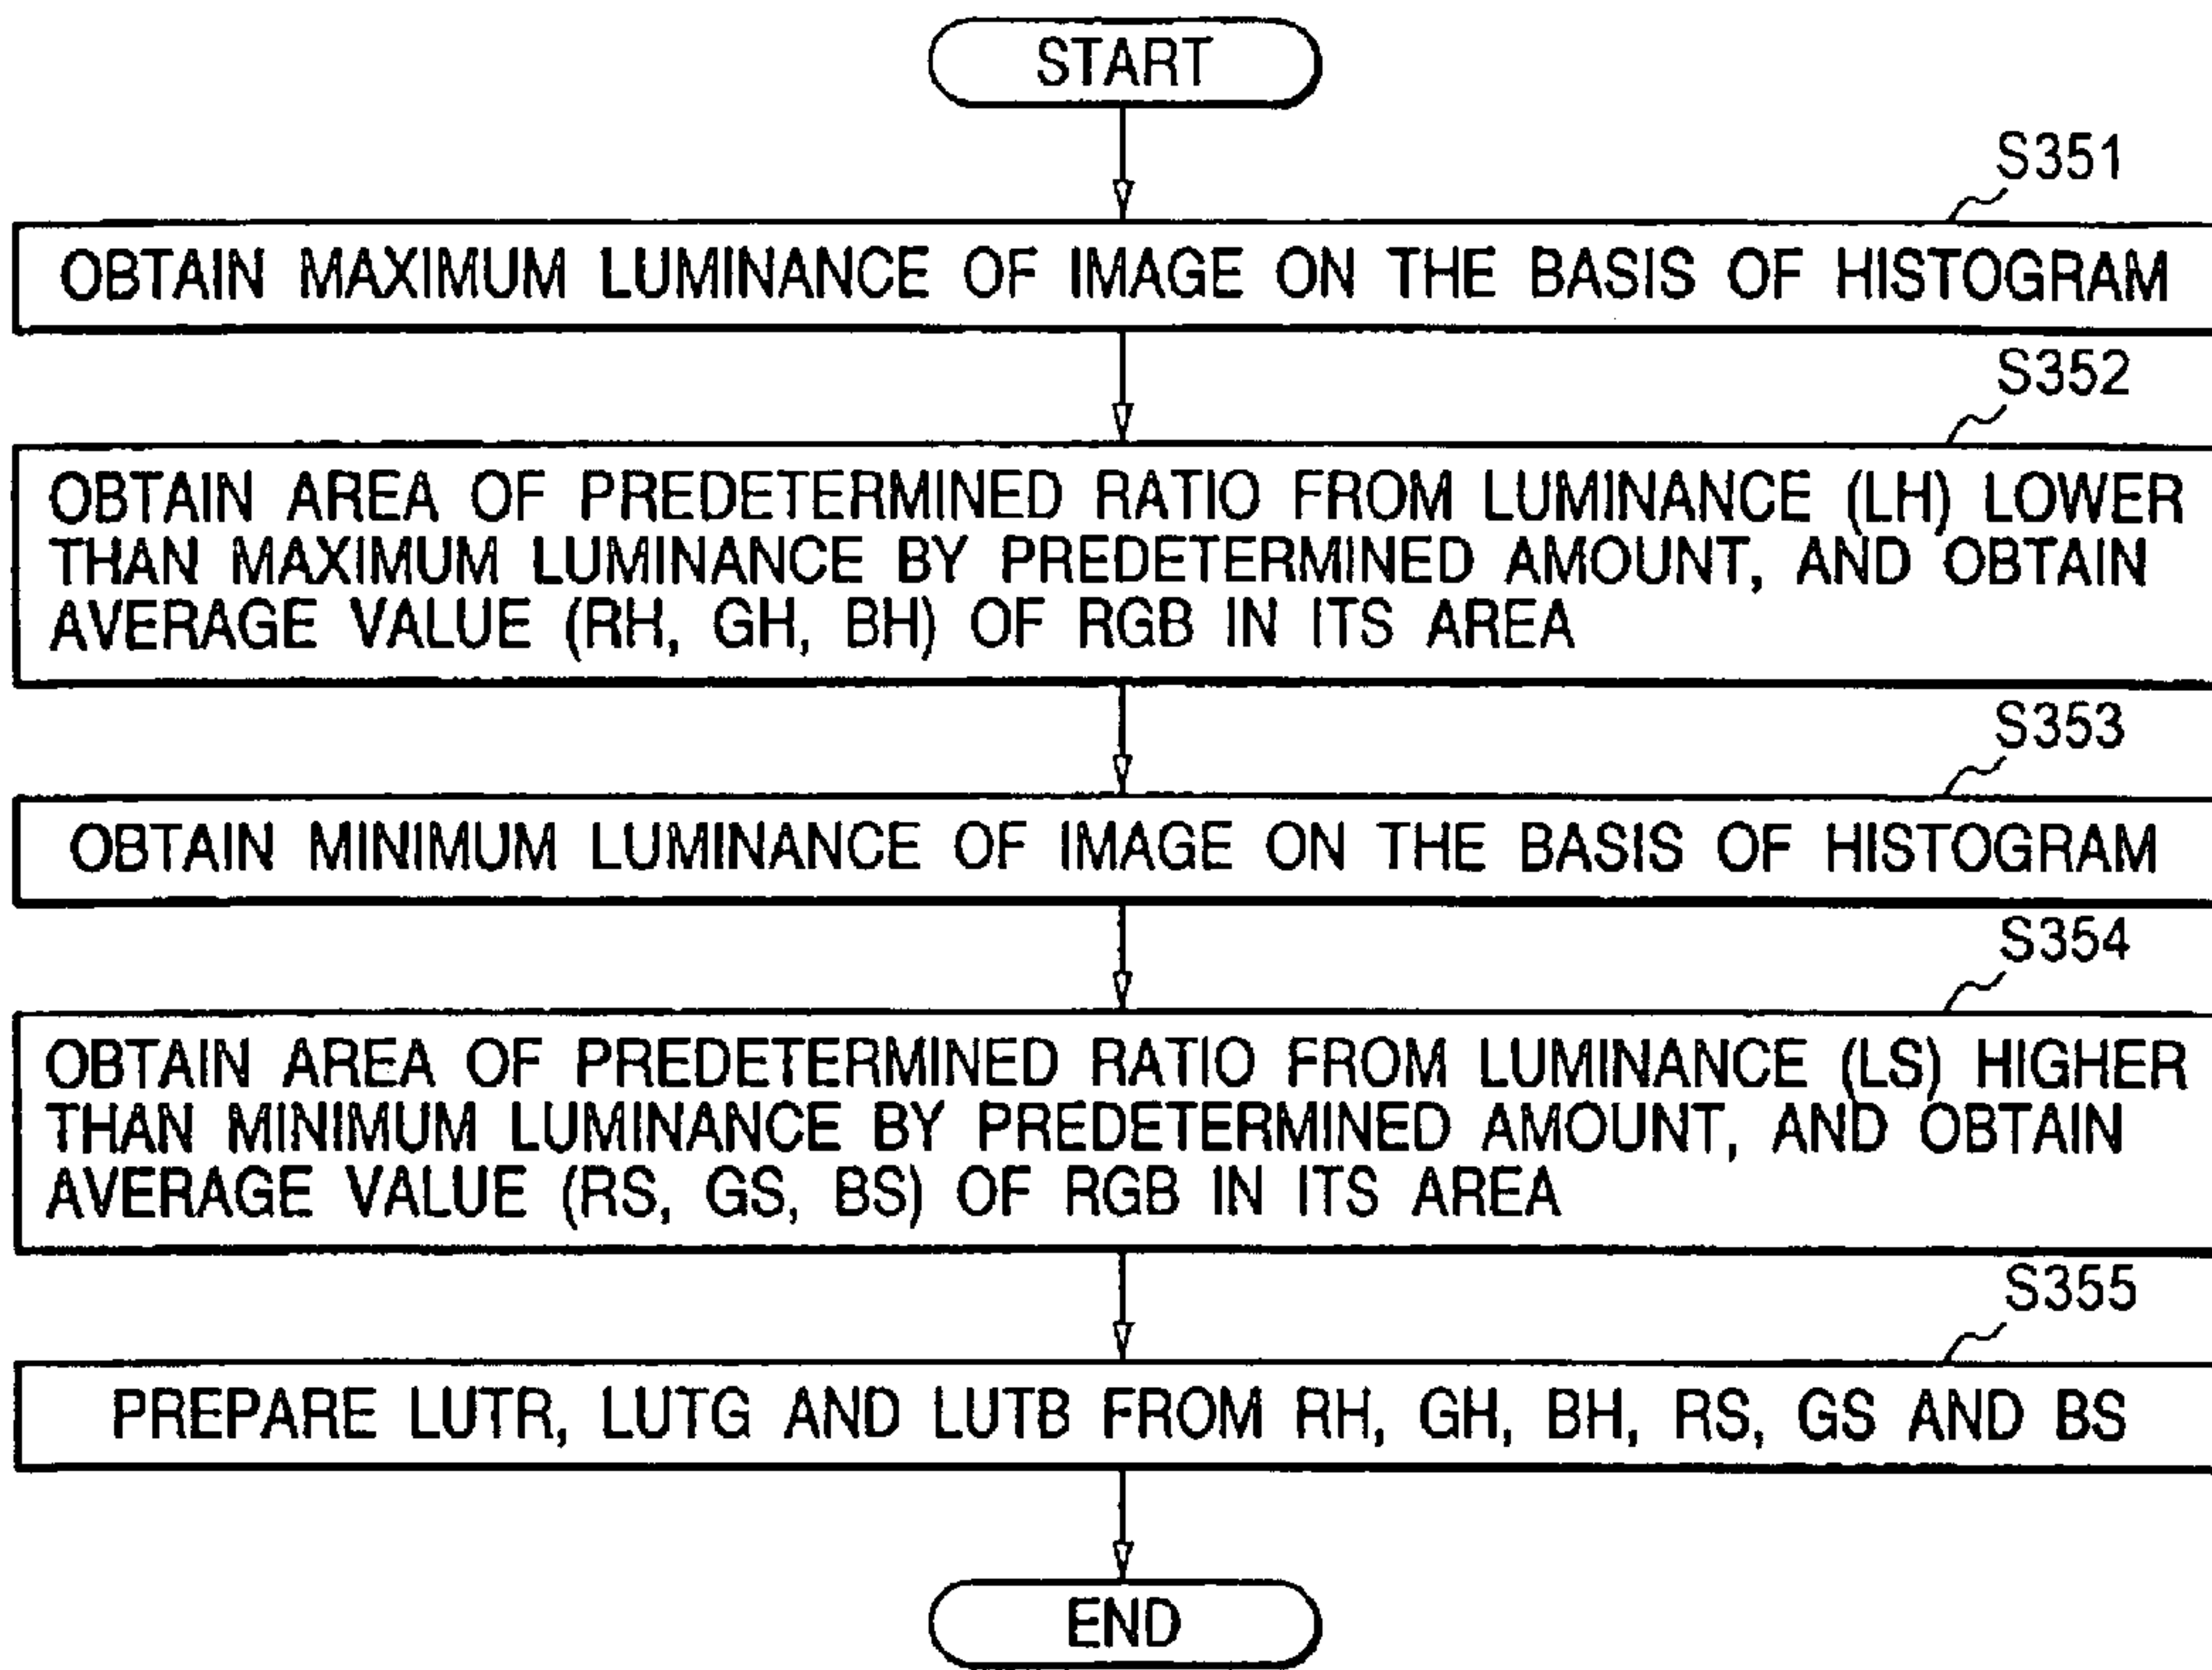 START
S351
OBTAIN MAXIMUM LUMINANCE OF IMAGE ON THE BASIS OF HISTOGRAM
S352
OBTAIN AREA OF PREDETERMINED RATIO FROM LUMINANCE (LH) LOWER
THAN MAXIMUM LUMINANCE BY PREDETERMINED AMOUNT, AND OBTAIN
AVERAGE VALUE (RH, GH, BH) OF RGB IN ITS AREA
S353
OBTAIN MINIMUM LUMINANCE OF IMAGE ON THE BASIS OF HISTOGRAM
S354
OBTAIN AREA OF PREDETERMINED RATIO FROM LUMINANCE (LS) HIGHER
THAN MINIMUM LUMINANCE BY PREDETERMINED AMOUNT, AND OBTAIN
AVERAGE VALUE (RS, GS, BS) OF RGB IN ITS AREA
S355
PREPARE LUTR, LUTG AND LUTB FROM RH, GH, BH, RS, GS AND BS
END